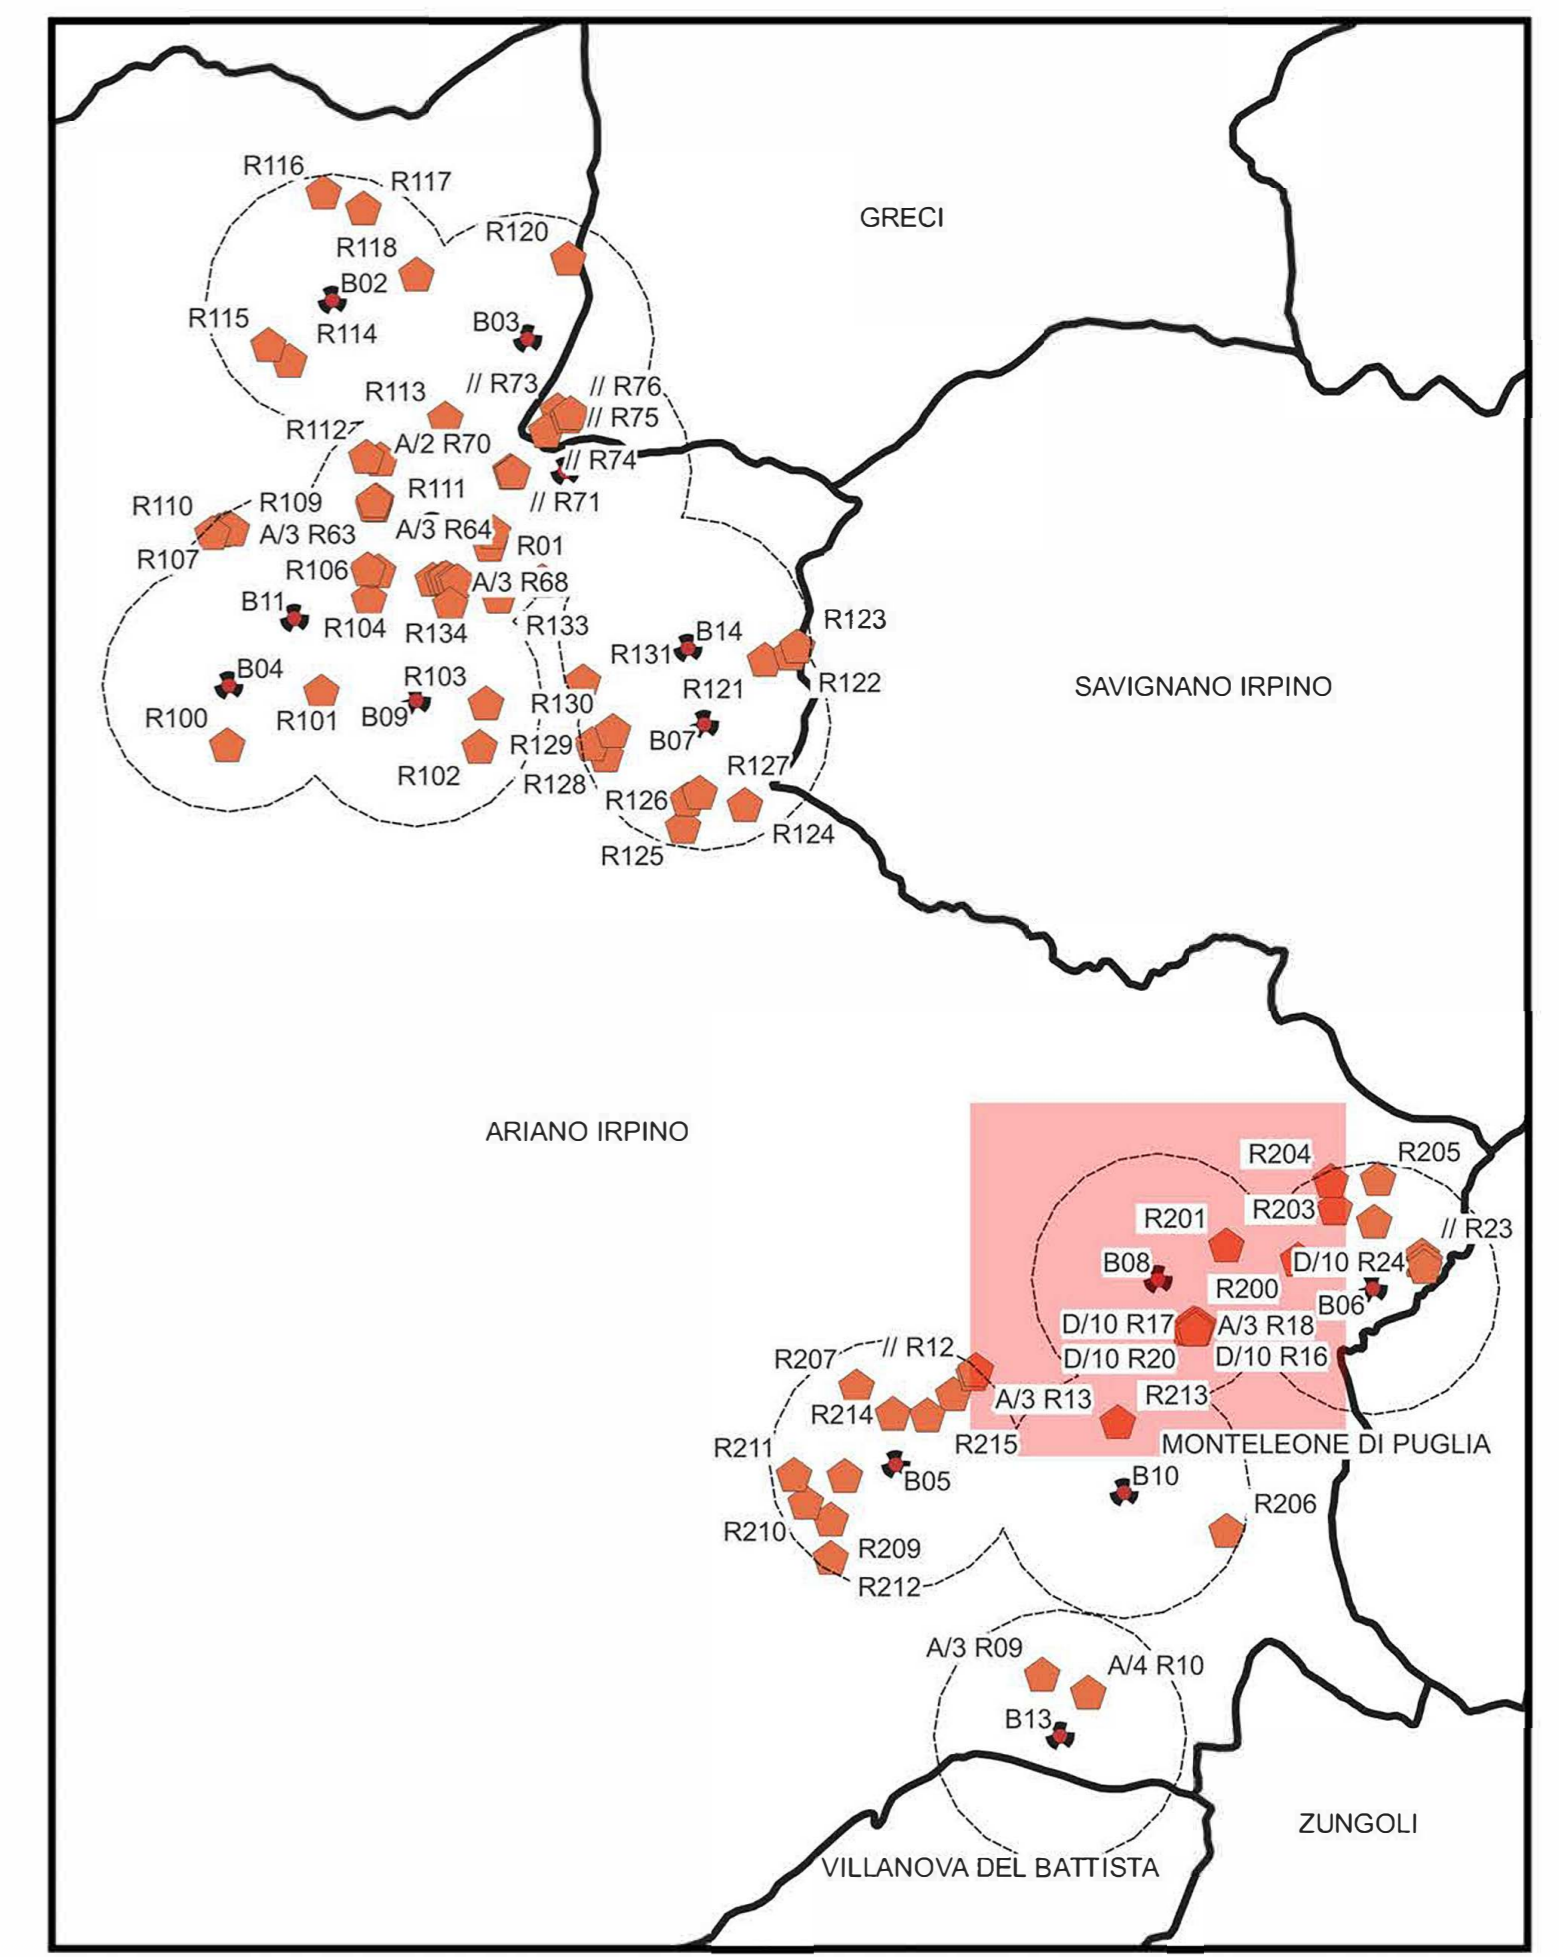 R116
R117
GRECI
R118
R120
B02
R115
R114
B03
R113
// R73
// R76
R112
// R75
A/2 R70
// R74
R110
R109
R111
// R71
A/3 R63
A/3 R64
R107
R01
R106
A/3 R68
B11
R104
R134
R133
R123
B14
R131
B04
R103
R121
R122
SAVIGNANO IRPINO
R100
R101
B09
R130
R129
B07
R102
R128
R127
R126
R124
R125
ARIANO IRPINO
R204
R205
R203
R201
// R23
B08
D/10 R24
R200
B06
D/10 R17
A/3 R18
R207
// R12
D/10 R20
D/10 R16
A/3 R13
R213
R214
R211
R215
MONTELEONE DI PUGLIA
B05
B10
R210
R206
R209
R212
A/3 R09
A/4 R10
B13
ZUNGOLI
VILLANOVA DEL BATTISTA